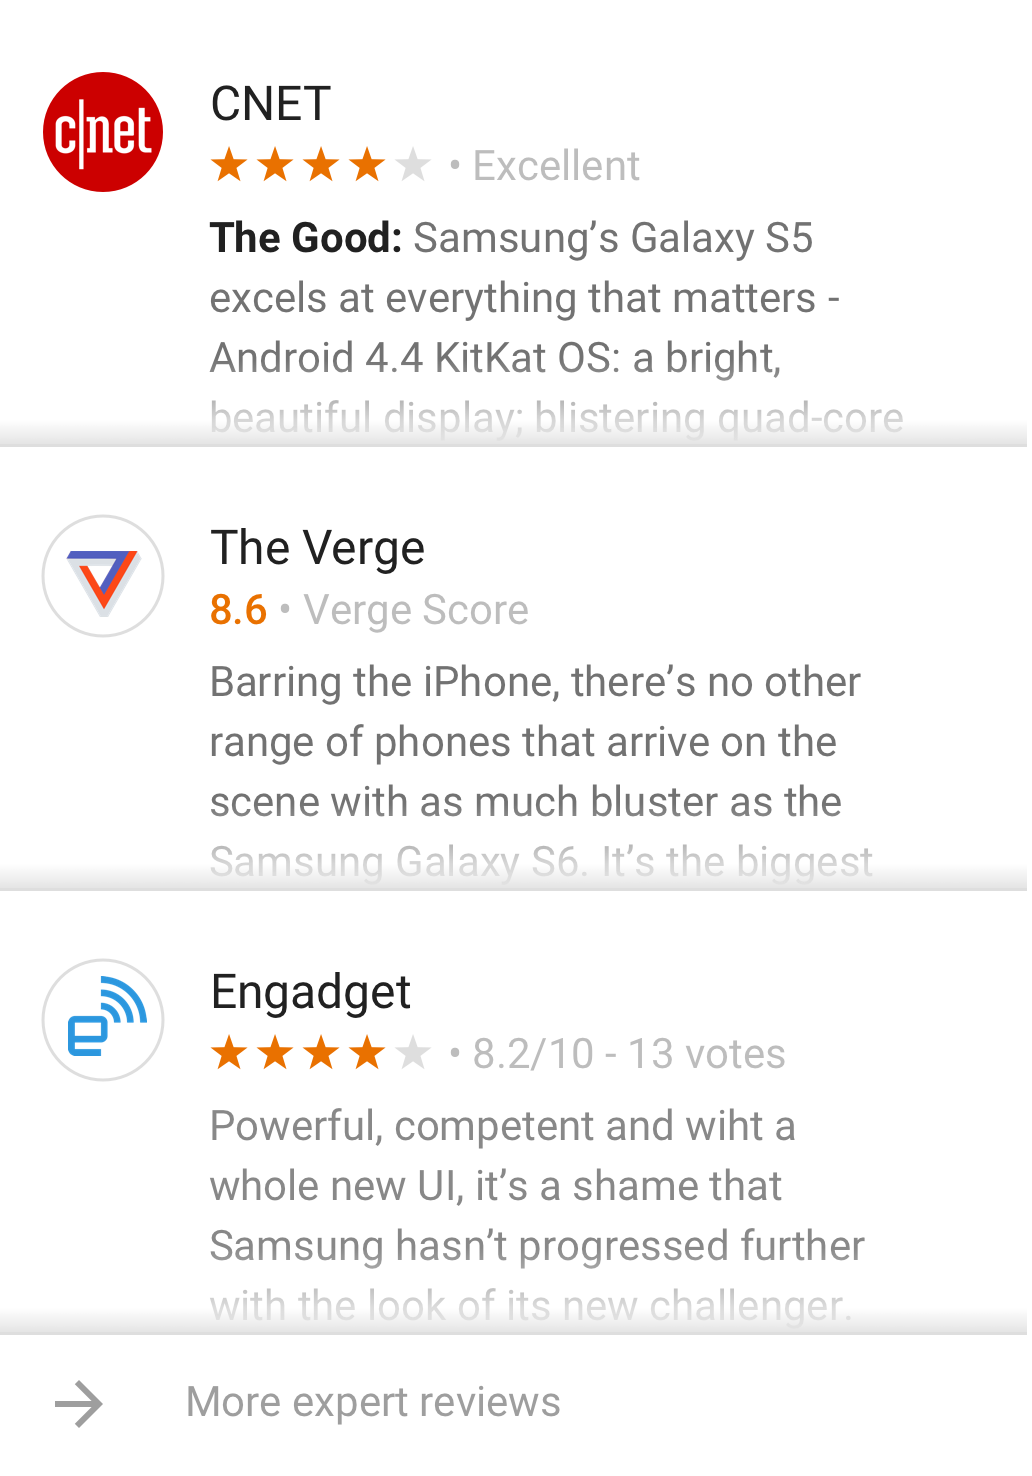 c|net
CNET
• Excellent
The Good: Samsung’s Galaxy S5
excels at everything that matters -
Android 4.4 KitKat OS: a bright,
beautiful display; blistering quad-core
The Verge
8.6 • Verge Score
Barring the iPhone, there’s no other
range of phones that arrive on the
scene with as much bluster as the
Samsung Galaxy S6. It’s the biggest
e
Engadget
• 8.2/10 - 13 votes
Powerful, competent and wiht a
whole new UI, it’s a shame that
Samsung hasn’t progressed further
with the look of its new challenger.
More expert reviews